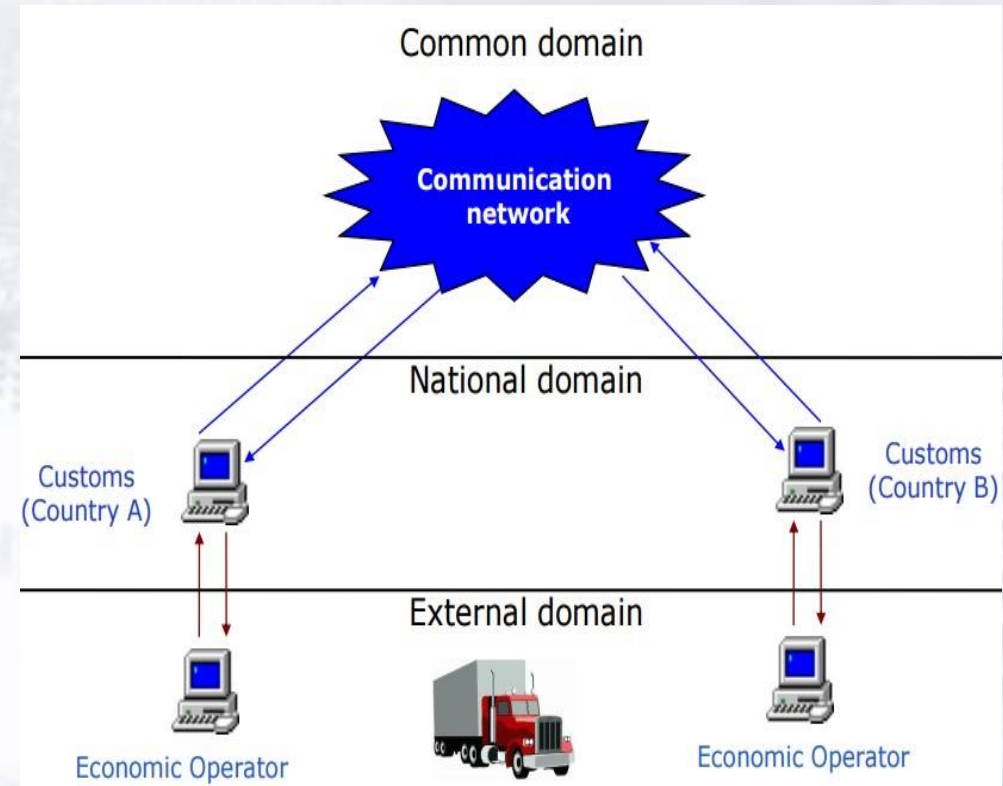 Common domain
Communication
network
National domain
Customs
(Country A)
Customs
(Country B)
External domain
Economic Operator
Economic Operator